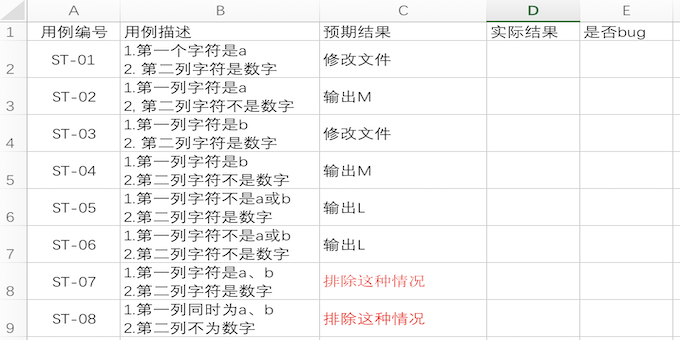 A B C D E
1 用例编号 用例描述 预期结果 实际结果 是否bug
2 ST-01 1.第一个字符是a 修改文件
2. 第二列字符是数字
3 ST-02 1.第一列字符是a 输出M
2, 第二列字符不是数字
4 ST-03 1.第一列字符是b 修改文件
2. 第二列字符是数字
5 ST-04 1.第一列字符是b 输出M
2.第二列字符不是数字
6 ST-05 1.第一列字符不是a或b 输出L
2.第二列字符是数字
7 ST-06 1.第一列字符不是a或b 输出L
2.第二列字符不是数字
8 ST-07 1.第一列字符是a、b 排除这种情况
2.第二列字符是数字
9 ST-08 1.第一列同时为a、b 排除这种情况
2.第二列不为数字